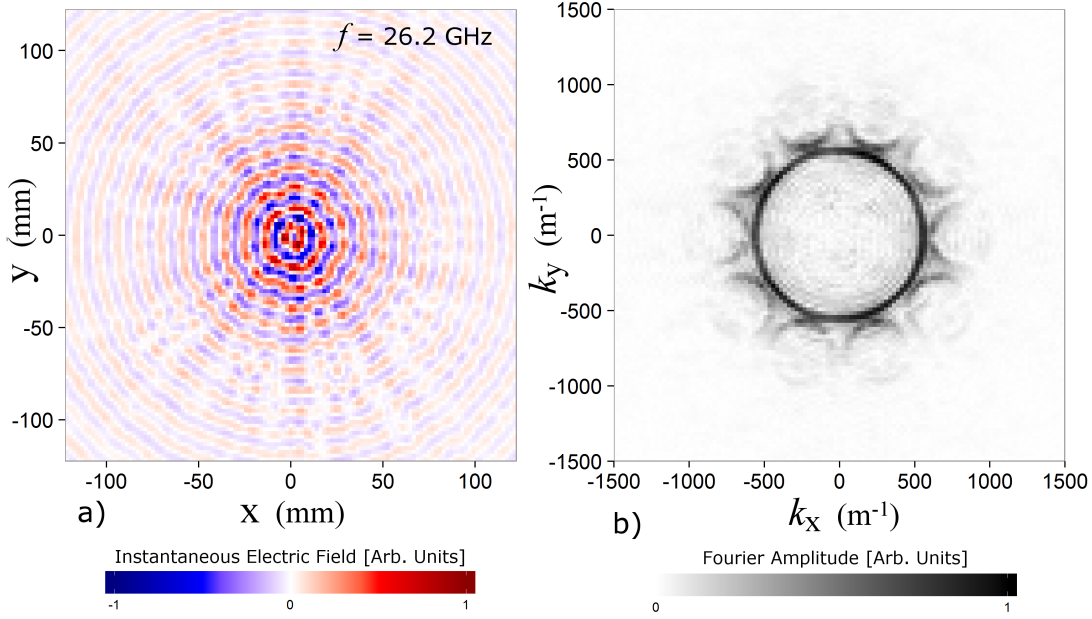 f = 26.2 GHz
100
50
0
-50
-100
y (mm)
-100 -50 0 50 100
a)
x (mm)
Instantaneous Electric Field [Arb. Units]
-1 0 1
1500
1000
500
0
-500
-1000
-1500
ky (m-1)
-1500 -1000 -500 0 500 1000 1500
b)
kx (m-1)
Fourier Amplitude [Arb. Units]
0 1